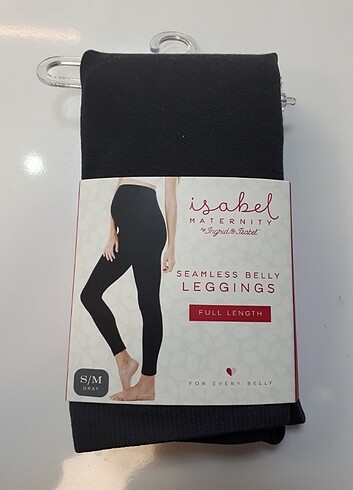 isabel
MATERNITY
by Ingrid & Isabel
SEAMLESS BELLY
LEGGINGS
FULL LENGTH
S/M
GRAY
FOR EVERY BELLY